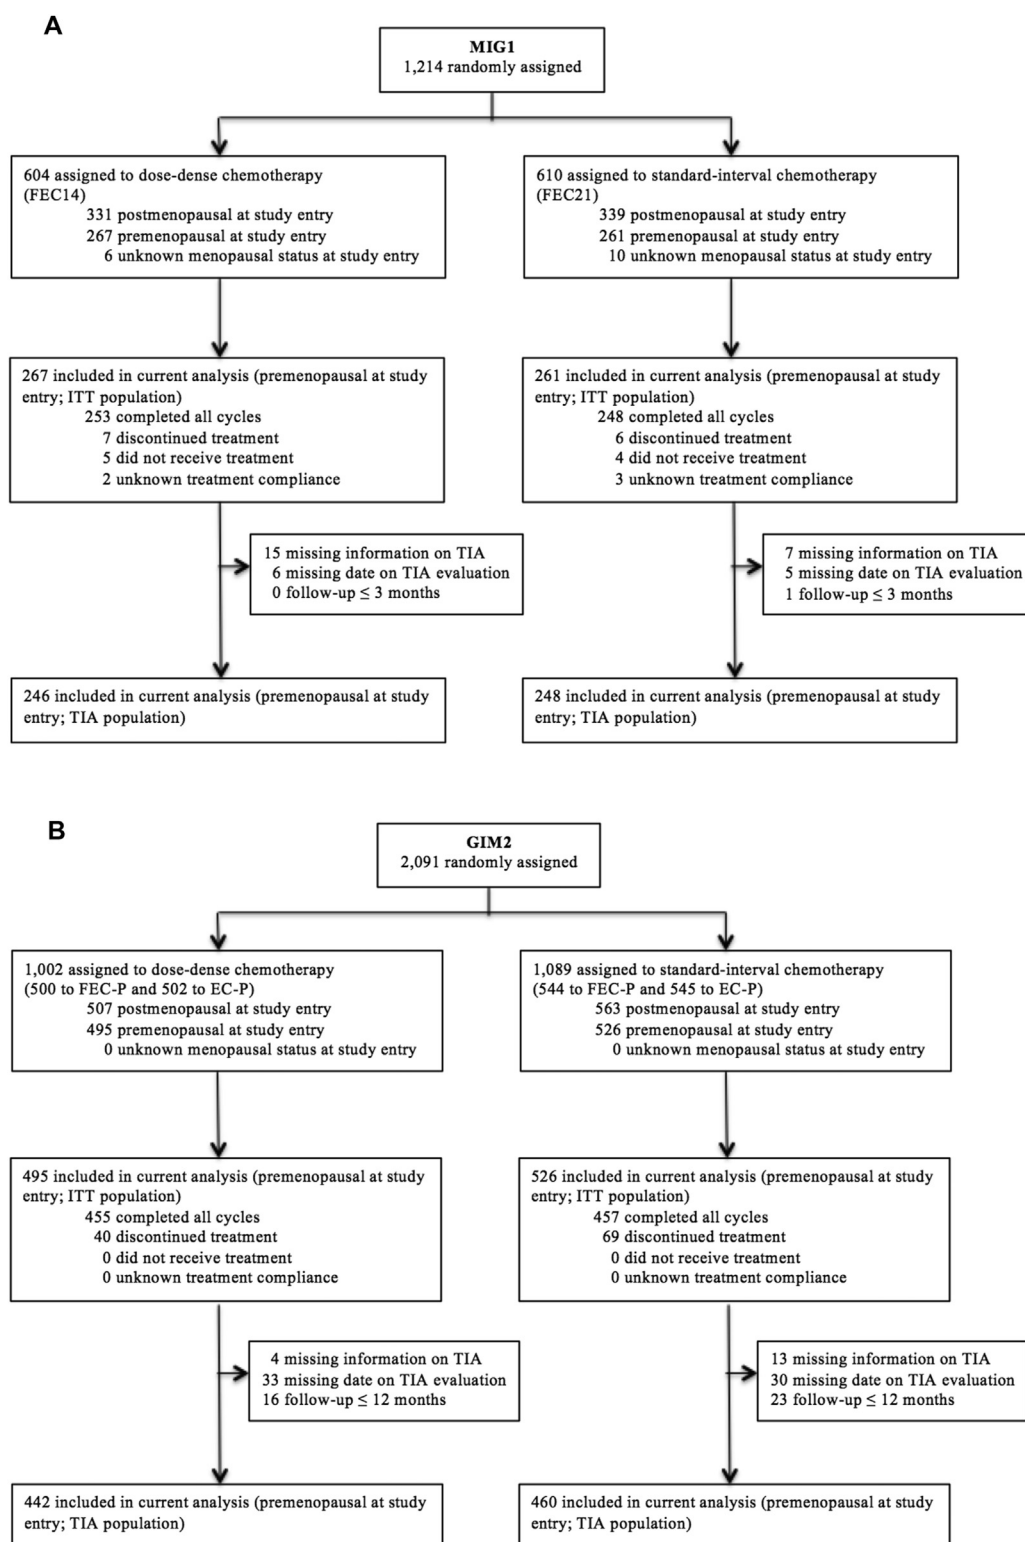 A
MIG1
1,214 randomly assigned
604 assigned to dose-dense chemotherapy
(FEC14)
331 postmenopausal at study entry
267 premenopausal at study entry
6 unknown menopausal status at study entry
610 assigned to standard-interval chemotherapy
(FEC21)
339 postmenopausal at study entry
261 premenopausal at study entry
10 unknown menopausal status at study entry
267 included in current analysis (premenopausal at study
entry; ITT population)
253 completed all cycles
7 discontinued treatment
5 did not receive treatment
2 unknown treatment compliance
261 included in current analysis (premenopausal at study
entry; ITT population)
248 completed all cycles
6 discontinued treatment
4 did not receive treatment
3 unknown treatment compliance
15 missing information on TIA
6 missing date on TIA evaluation
0 follow-up ≤ 3 months
7 missing information on TIA
5 missing date on TIA evaluation
1 follow-up ≤ 3 months
246 included in current analysis (premenopausal at study
entry; TIA population)
248 included in current analysis (premenopausal at study
entry; TIA population)
B
GIM2
2,091 randomly assigned
1,002 assigned to dose-dense chemotherapy
(500 to FEC-P and 502 to EC-P)
507 postmenopausal at study entry
495 premenopausal at study entry
0 unknown menopausal status at study entry
1,089 assigned to standard-interval chemotherapy
(544 to FEC-P and 545 to EC-P)
563 postmenopausal at study entry
526 premenopausal at study entry
0 unknown menopausal status at study entry
495 included in current analysis (premenopausal at study
entry; ITT population)
455 completed all cycles
40 discontinued treatment
0 did not receive treatment
0 unknown treatment compliance
526 included in current analysis (premenopausal at study
entry; ITT population)
457 completed all cycles
69 discontinued treatment
0 did not receive treatment
0 unknown treatment compliance
4 missing information on TIA
33 missing date on TIA evaluation
16 follow-up ≤ 12 months
13 missing information on TIA
30 missing date on TIA evaluation
23 follow-up ≤ 12 months
442 included in current analysis (premenopausal at study
entry; TIA population)
460 included in current analysis (premenopausal at study
entry; TIA population)